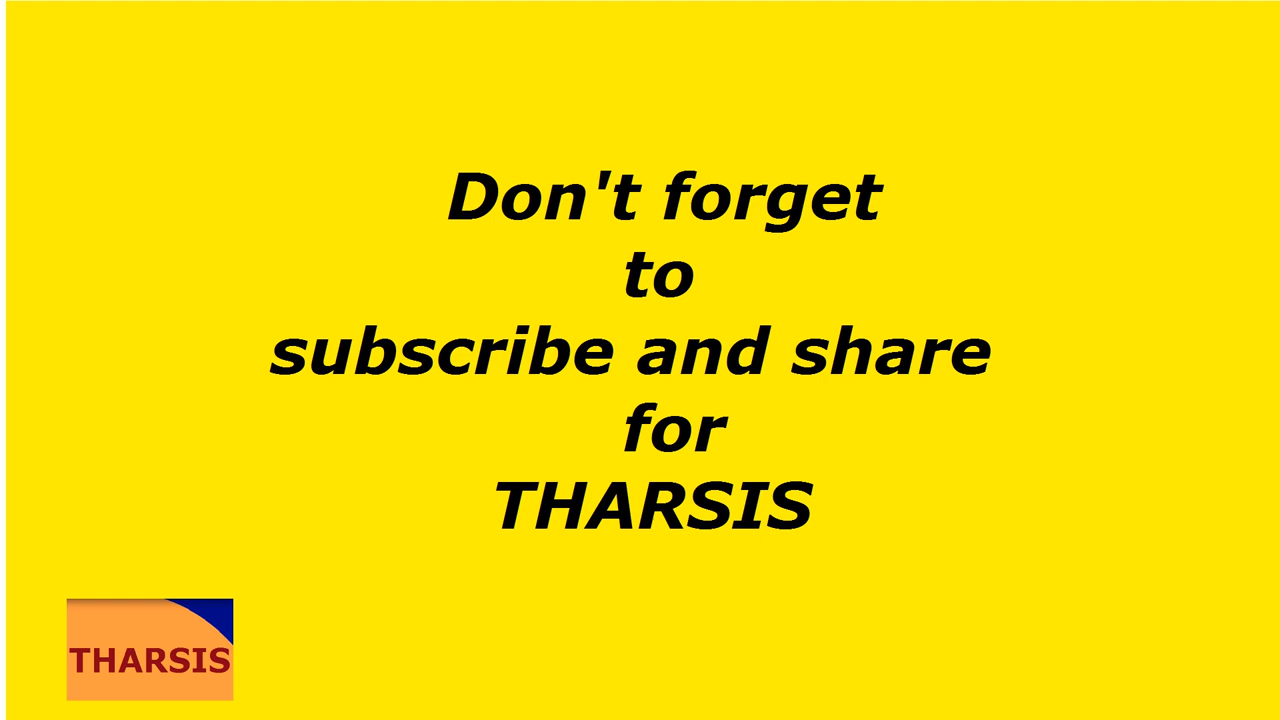 Don't forget
to
subscribe and share
for
THARSIS
THARSIS